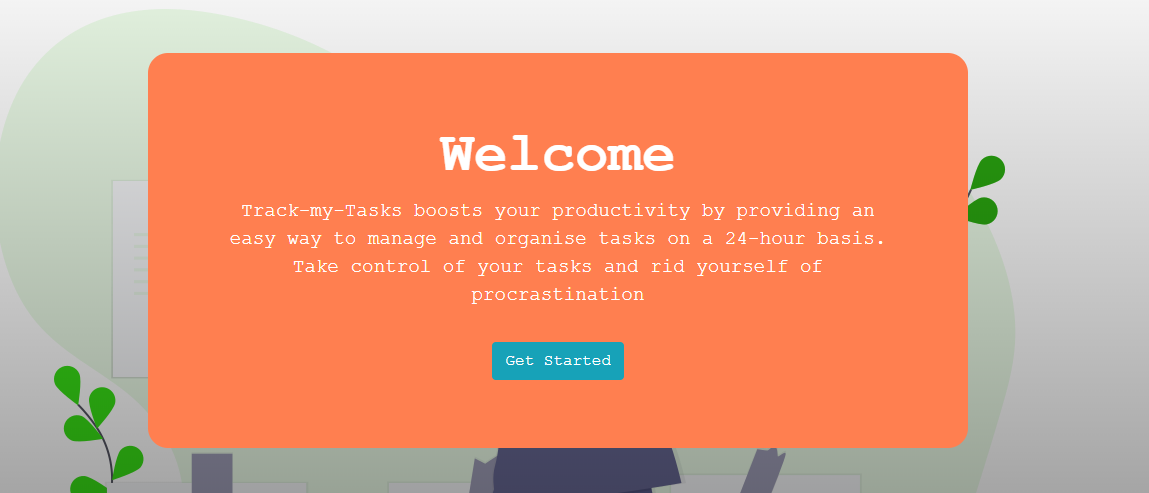 Welcome
Track-my-Tasks boosts your productivity by providing an
easy way to manage and organise tasks on a 24-hour basis.
Take control of your tasks and rid yourself of
procrastination
Get Started